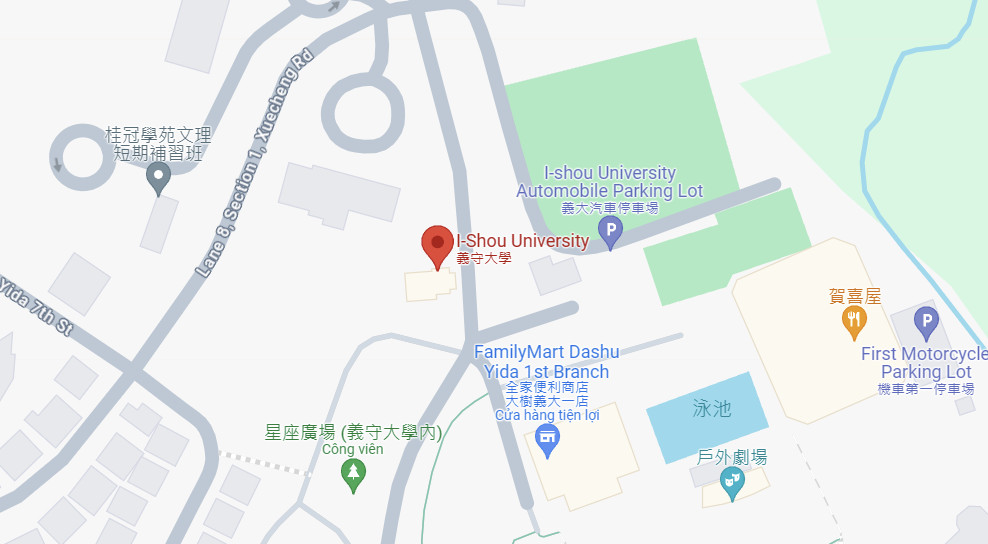 桂冠學苑文理
短期補習班
Lane 8, Section 1, Xuecheng Rd
Yida 7th St
I-shou University
Automobile Parking Lot
義大汽車停車場
P
I-Shou University
義守大學
賀喜屋
P
First Motorcycle
Parking Lot
機車第一停車場
FamilyMart Dashu
Yida 1st Branch
全家便利商店
大樹義大一店
Cửa hàng tiện lợi
泳池
星座廣場 (義守大學內)
Công viên
戶外劇場